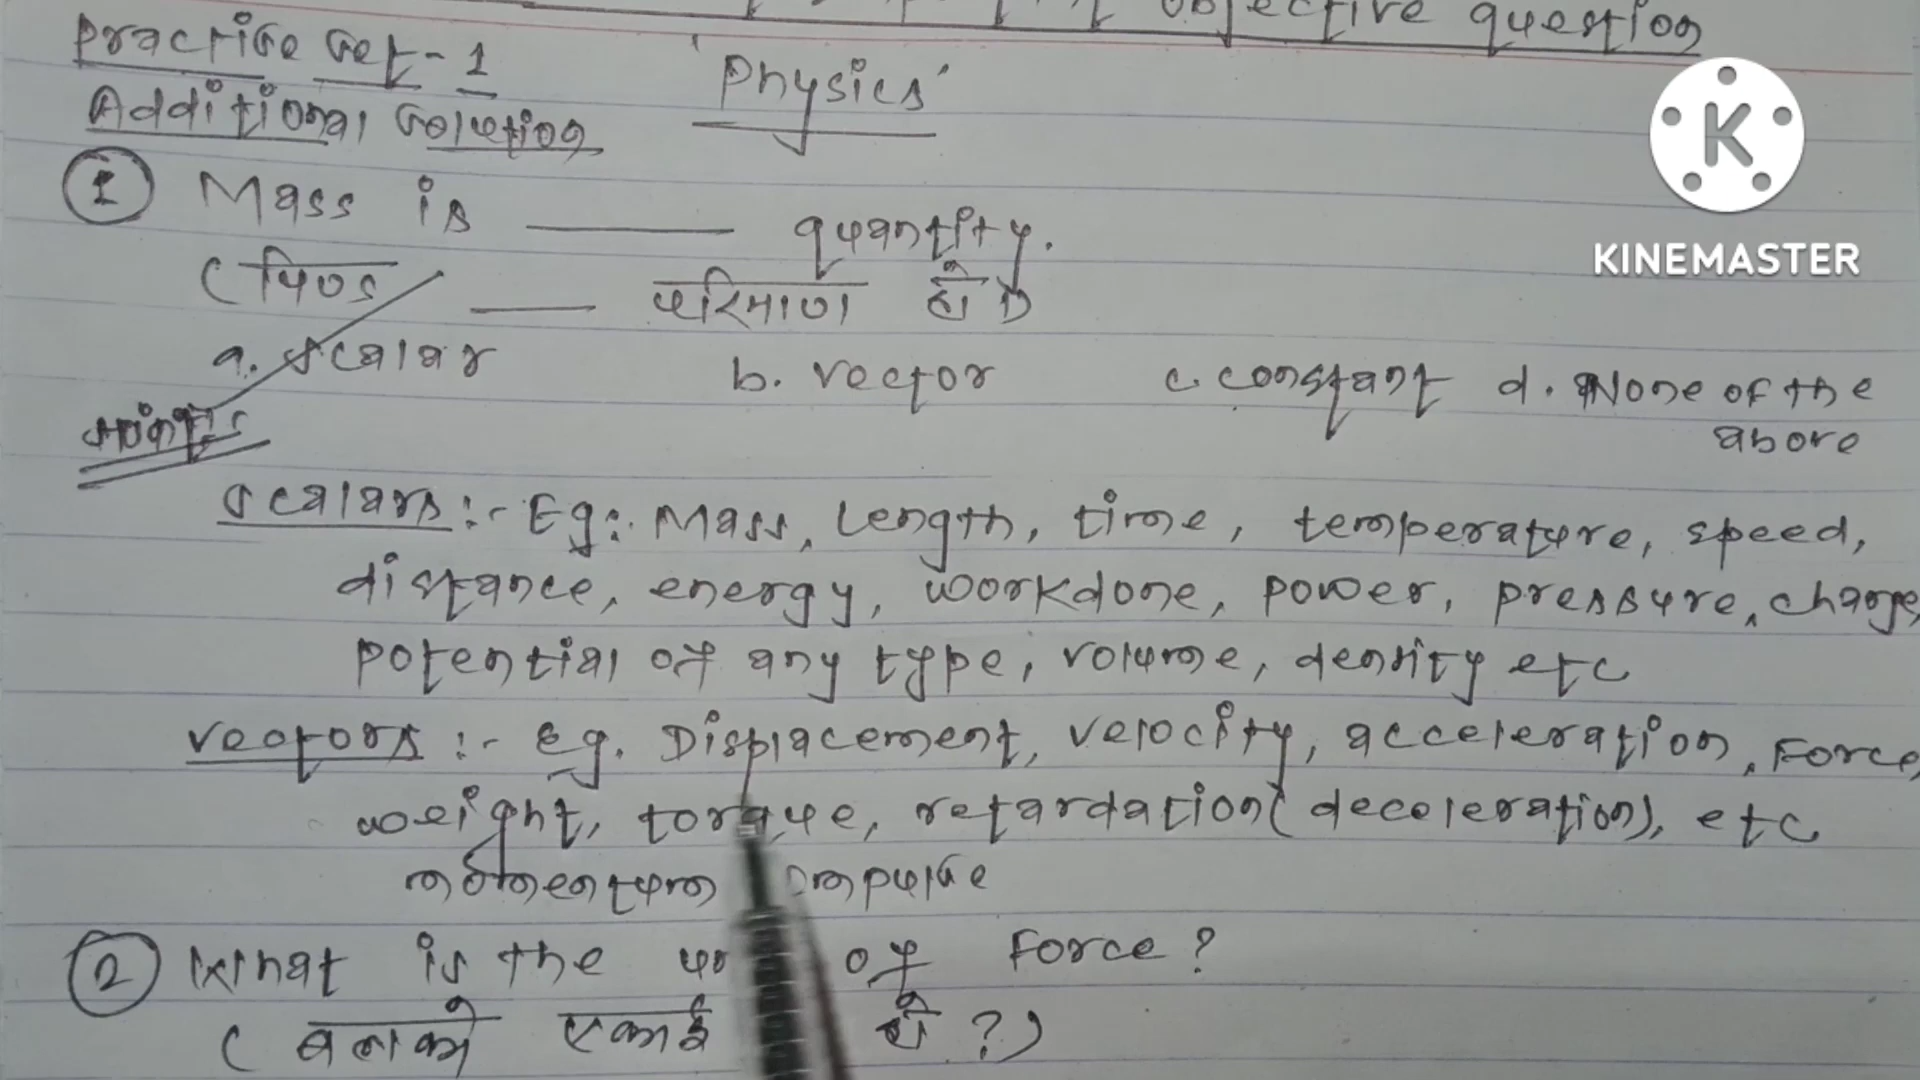 objective question
Practice Set-1
'Physics'
Additional Solution
KINEMASTER
1 Mass is ______ quantity.
(पिण्ड ____ परिमाण हो)
a. scalar b. vector c. constant d. None of the above
Scalars:- Eg:. Mass, Length, time, temperature, speed,
distance, energy, workdone, power, pressure, charge,
potential of any type, volume, density etc
vectors:- Eg. Displacement, velocity, acceleration, Force,
weight, torque, retardation (deceleration), etc
momentum impulse
2 What is the of Force?
(बलको एकाई हो?)